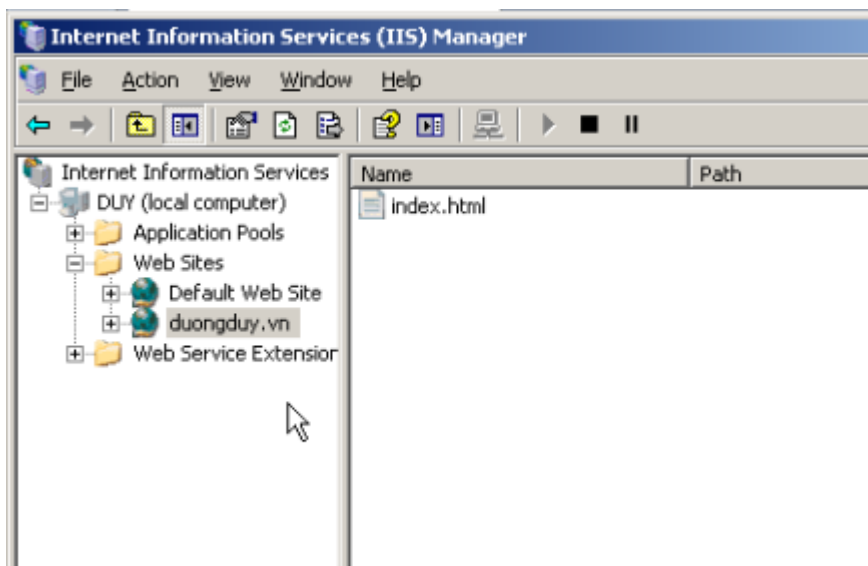 Internet Information Services (IIS) Manager
File Action View Window Help
Internet Information Services
DUY (local computer)
Application Pools
Web Sites
Default Web Site
duongduy.vn
Web Service Extension
Name Path
index.html